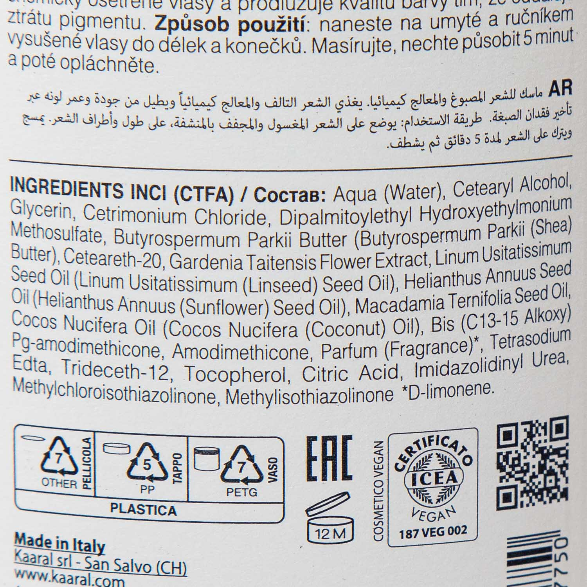 ošetřené vlasy a prodlužuje kvalitu barvy tím, že
ztrátu pigmentu. Způsob použití: naneste na umyté a ručníkem
vysušené vlasy do délek a konečků. Masírujte, nechte působit 5 minut
a poté opláchněte.
AR ماسك للشعر المصبوغ والمعالج كيميائيا. يغذي الشعر التالف والمعالج كيميائياً ويطيل من جودة وعمر لونه عبر
تأخير فقدان الصبغة. طريقة الاستخدام: يوضع على الشعر المغسول والمجفف بالمنشفة، على طول وأطراف الشعر. يمسج
ويترك على الشعر لمدة 5 دقائق ثم يشطف.
INGREDIENTS INCI (CTFA) / Состав: Aqua (Water), Cetearyl Alcohol,
Glycerin, Cetrimonium Chloride, Dipalmitoylethyl Hydroxyethylmonium
Methosulfate, Butyrospermum Parkii Butter (Butyrospermum Parkii (Shea)
Butter), Ceteareth-20, Gardenia Taitensis Flower Extract, Linum Usitatissimum
Seed Oil (Linum Usitatissimum (Linseed) Seed Oil), Helianthus Annuus Seed
Oil (Helianthus Annuus (Sunflower) Seed Oil), Macadamia Ternifolia Seed Oil,
Cocos Nucifera Oil (Cocos Nucifera (Coconut) Oil), Bis (C13-15 Alkoxy)
Pg-amodimethicone, Amodimethicone, Parfum (Fragrance)*, Tetrasodium
Edta, Trideceth-12, Tocopherol, Citric Acid, Imidazolidinyl Urea,
Methylchloroisothiazolinone, Methylisothiazolinone *D-limonene.
7
OTHER
PELLICOLA
5
PP
TAPPO
7
PETG
VASO
PLASTICA
EAC
12 M
COSMETICO VEGAN
CERTIFICATO
ICEA
VEGAN
187 VEG 002
Made in Italy
Kaaral srl - San Salvo (CH)
www.kaaral.com
7750